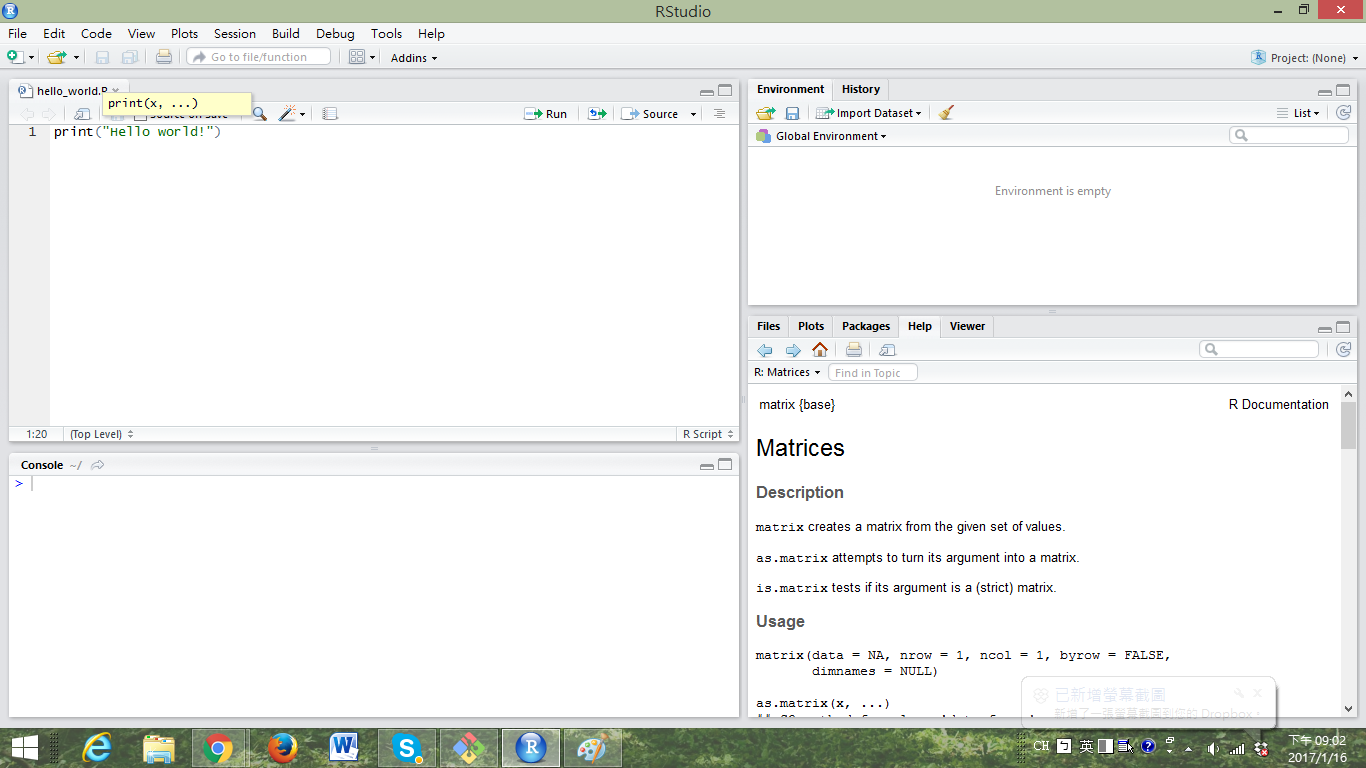 RStudio
File Edit Code View Plots Session Build Debug Tools Help
Go to file/function Addins Project: (None)
hello_world.R
print(x, ...)
Run Source
1 print("Hello world!")
1:20 (Top Level) R Script
Console ~/
>
Environment History
Import Dataset List
Global Environment
Environment is empty
Files Plots Packages Help Viewer
R: Matrices Find in Topic
matrix {base} R Documentation
Matrices
Description
matrix creates a matrix from the given set of values.
as.matrix attempts to turn its argument into a matrix.
is.matrix tests if its argument is a (strict) matrix.
Usage
matrix(data = NA, nrow = 1, ncol = 1, byrow = FALSE,
dimnames = NULL)
as.matrix(x, ...)
已新增螢幕截圖
新增了一張螢幕截圖到您的 Dropbox。
CH 英
下午 09:02
2017/1/16